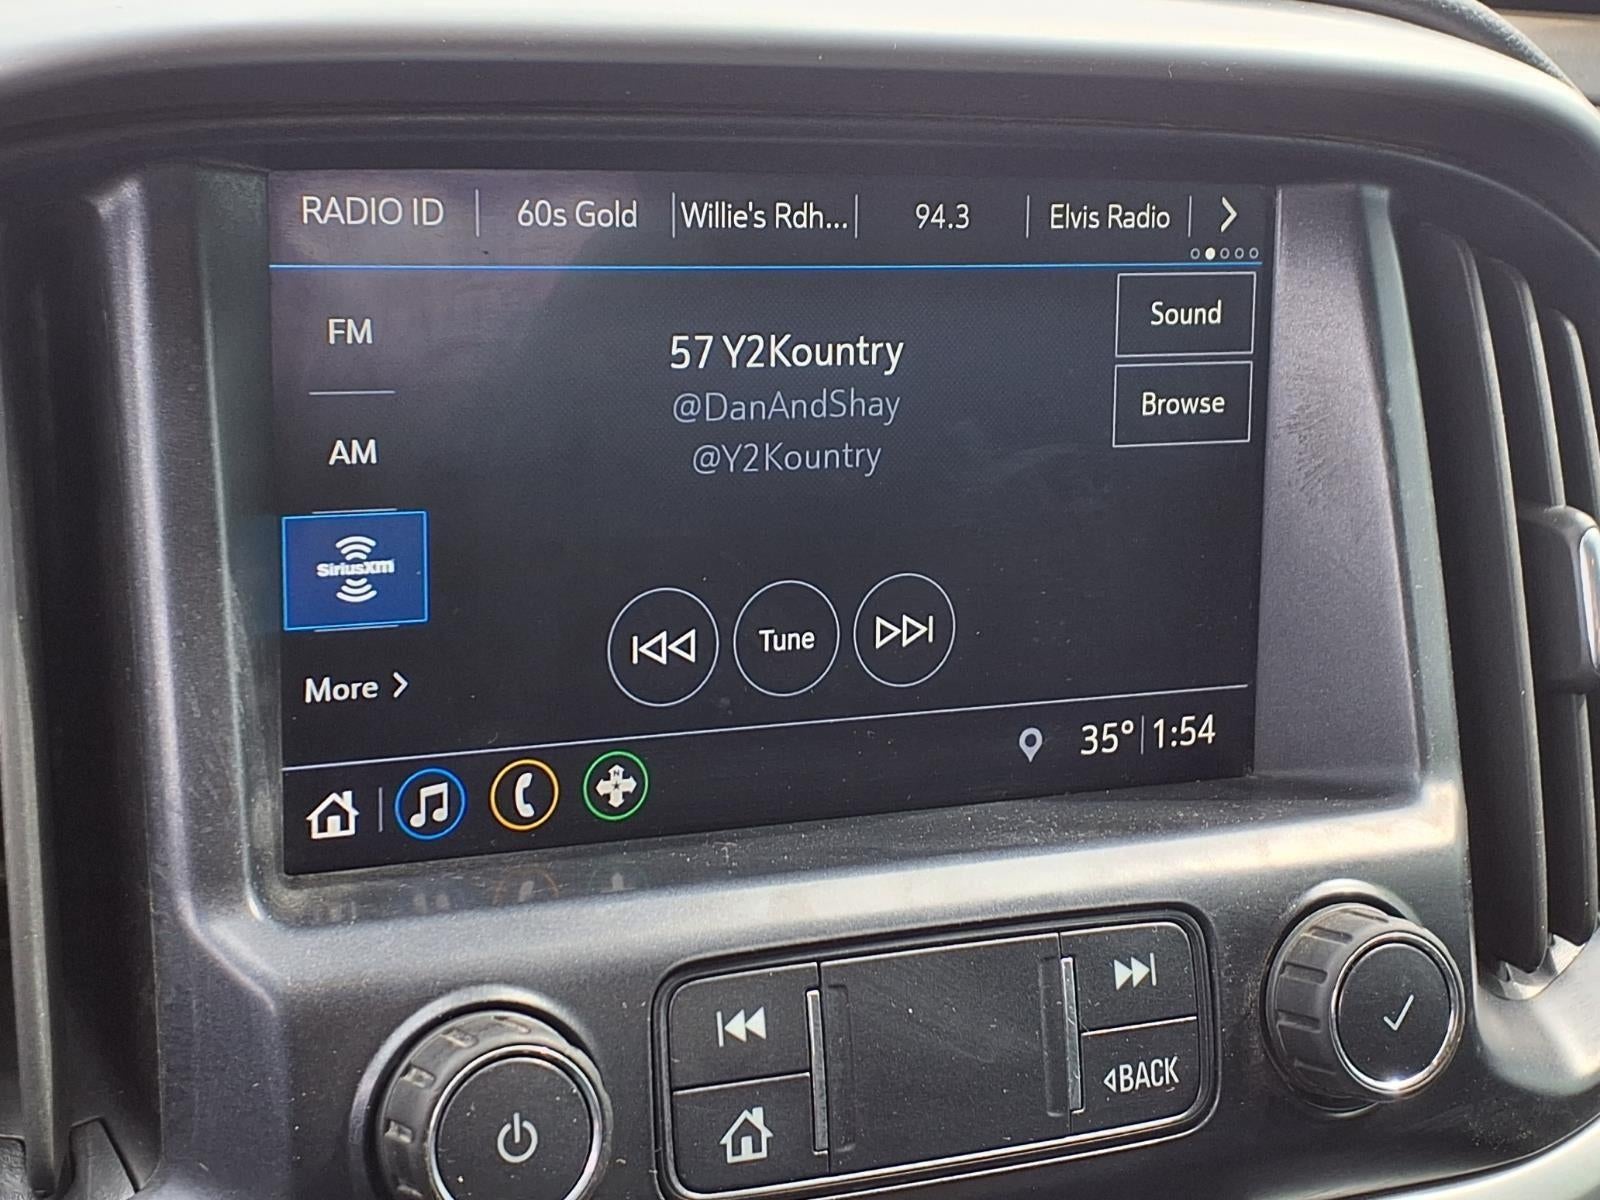 RADIO ID | 60s Gold | Willie's Rdh... | 94.3 | Elvis Radio
Sound
FM
57 Y2Kountry
@DanAndShay
Browse
AM
@Y2Kountry
SiriusXM
Tune
More
35° 1:54
N
BACK